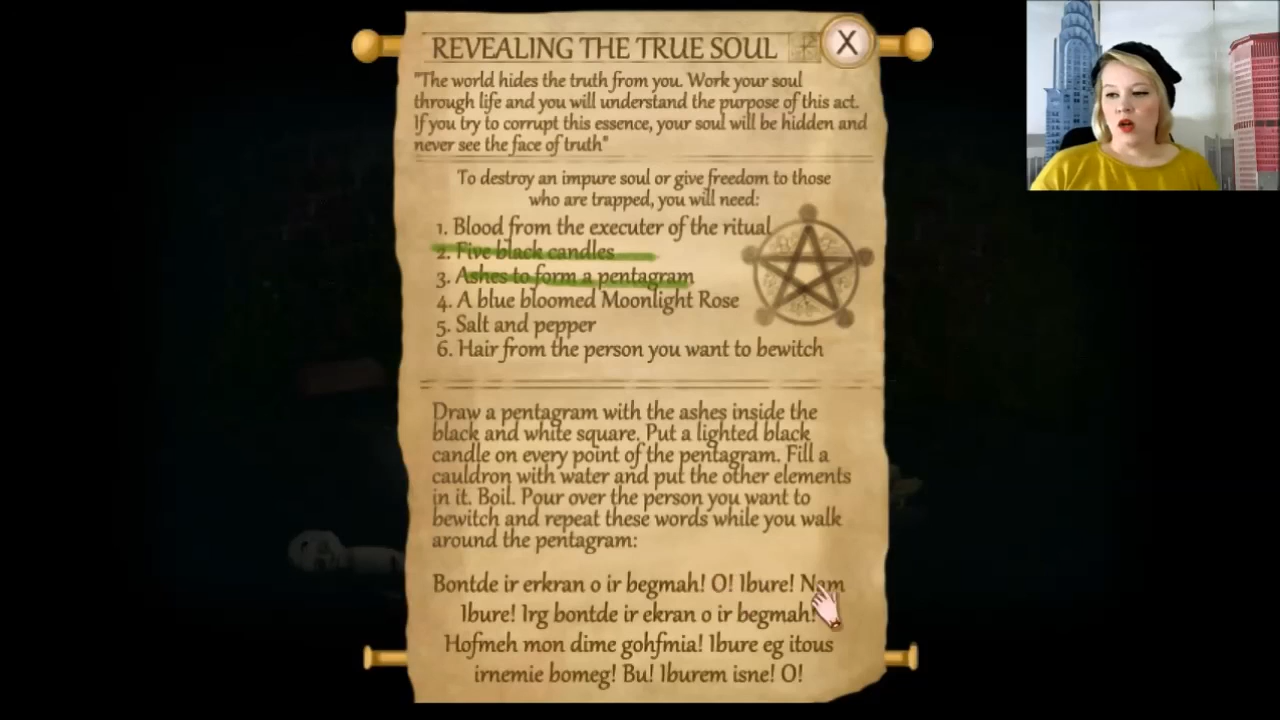 REVEALING THE TRUE SOUL
X
"The world hides the truth from you. Work your soul
through life and you will understand the purpose of this act.
If you try to corrupt this essence, your soul will be hidden and
never see the face of truth"
To destroy an impure soul or give freedom to those
who are trapped, you will need:
1. Blood from the executer of the ritual
2. Five black candles
3. Ashes to form a pentagram
4. A blue bloomed Moonlight Rose
5. Salt and pepper
6. Hair from the person you want to bewitch
Draw a pentagram with the ashes inside the
black and white square. Put a lighted black
candle on every point of the pentagram. Fill a
cauldron with water and put the other elements
in it. Boil. Pour over the person you want to
bewitch and repeat these words while you walk
around the pentagram:
Bontde ir erkran o ir begmah! O! Ibure! Nam
Ibure! Irg bontde ir ekran o ir begmah!
Hofmeh mon dime gohfmia! Ibure eg itous
irnemie bomeg! Bu! Iburem isne! O!